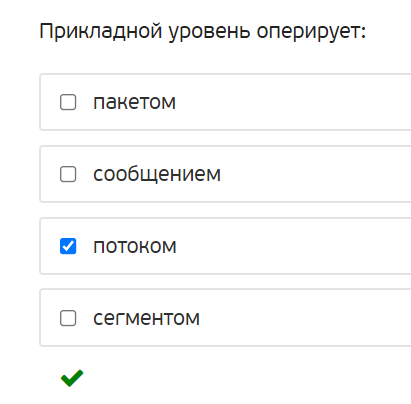 Прикладной уровень оперирует:
пакетом
сообщением
потоком
сегментом